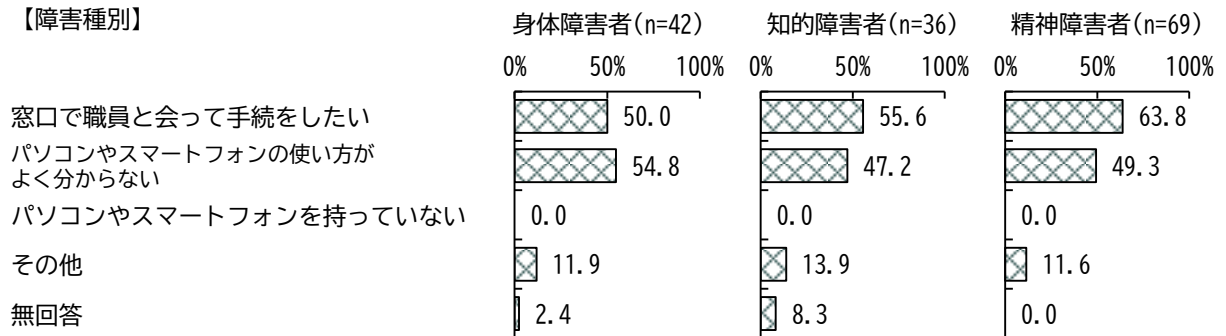 【障害種別】
身体障害者(n=42) 知的障害者(n=36) 精神障害者(n=69)
0% 50% 100% 0% 50% 100% 0% 50% 100%
窓口で職員と会って手続をしたい 50.0 55.6 63.8
パソコンやスマートフォンの使い方が
よく分からない 54.8 47.2 49.3
パソコンやスマートフォンを持っていない 0.0 0.0 0.0
その他 11.9 13.9 11.6
無回答 2.4 8.3 0.0